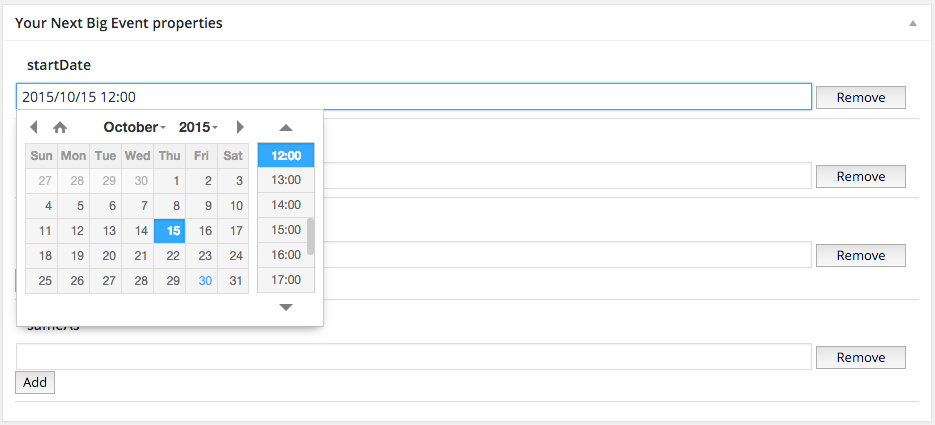 Your Next Big Event properties
startDate
2015/10/15 12:00
Remove
October 2015
Sun Mon Tue Wed Thu Fri Sat
27 28 29 30 1 2 3
4 5 6 7 8 9 10
11 12 13 14 15 16 17
18 19 20 21 22 23 24
25 26 27 28 29 30 31
12:00
13:00
14:00
15:00
16:00
17:00
Remove
Remove
sameAs
Remove
Add